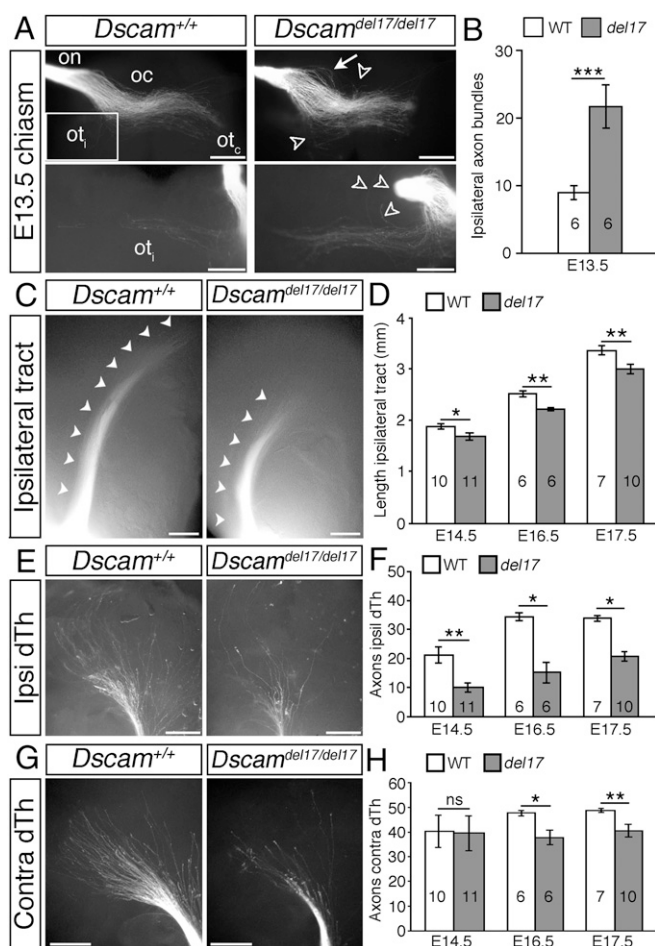 A
Dscam+/+
Dscamdel17/del17
E13.5 chiasm
on
oc
oti
otc
oti
B
WT
del17
Ipsilateral axon bundles
30
20
10
0
***
6 6
E13.5
C
Dscam+/+
Dscamdel17/del17
Ipsilateral tract
D
WT del17
Length ipsilateral tract (mm)
4
3
2
1
0
* ** **
10 11 6 6 7 10
E14.5 E16.5 E17.5
E
Dscam+/+
Dscamdel17/del17
Ipsi dTh
F
WT del17
Axons ipsil dTh
50
40
30
20
10
0
** * *
10 11 6 6 7 10
E14.5 E16.5 E17.5
G
Dscam+/+
Dscamdel17/del17
Contra dTh
H
WT del17
Axons contra dTh
60
50
40
30
20
10
0
ns * **
10 11 6 6 7 10
E14.5 E16.5 E17.5